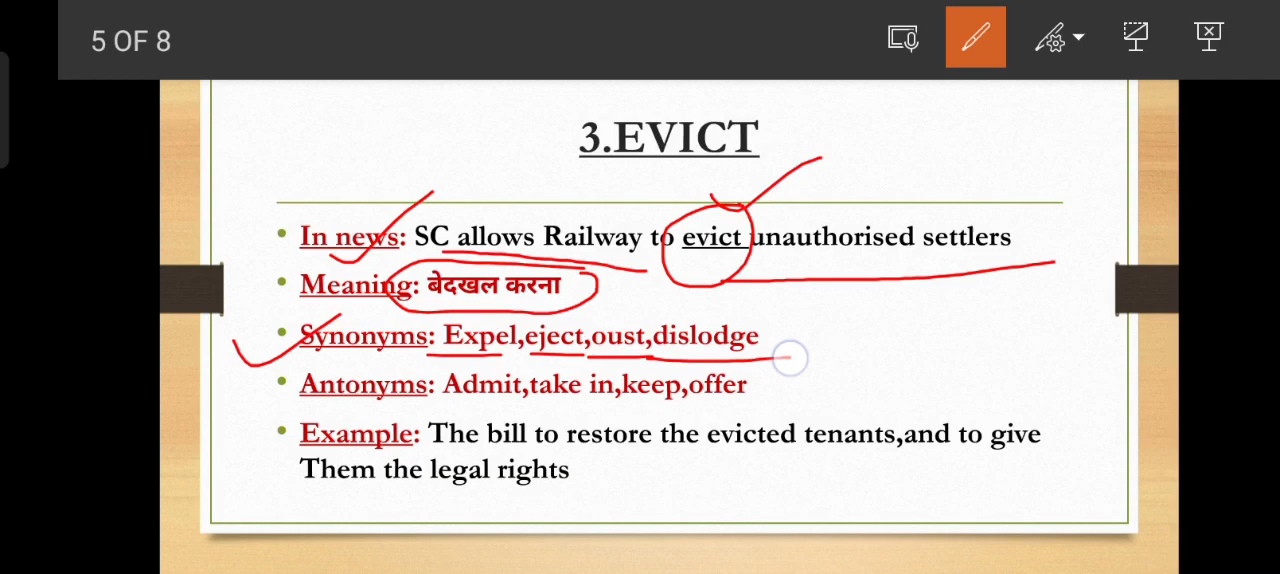 5 OF 8
3.EVICT
In news: SC allows Railway to evict unauthorised settlers
Meaning: बेदखल करना
Synonyms: Expel,eject,oust,dislodge
Antonyms: Admit,take in,keep,offer
Example: The bill to restore the evicted tenants,and to give
Them the legal rights